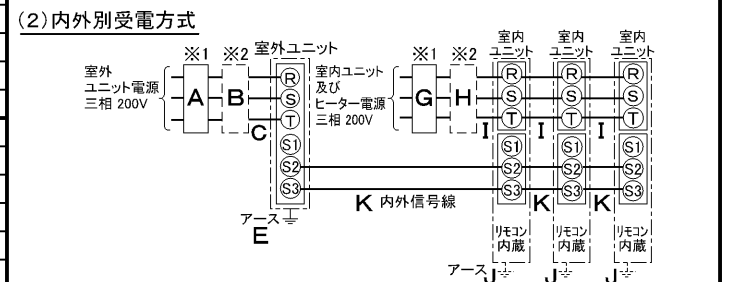 (2)内外別受電方式
※1 ※2 室外ユニット
室外
ユニット電源
三相 200V
A B C
R
S
T
S1
S2
S3
アース
E
※1 ※2
室内ユニット
及び
ヒーター電源
三相 200V
G H
室内
ユニット
室内
ユニット
室内
ユニット
R R R
S S S
T T T
I I I
S1 S1 S1
S2 S2 S2
S3 S3 S3
K 内外信号線 K K
リモコン
内蔵
リモコン
内蔵
リモコン
内蔵
アース J J J